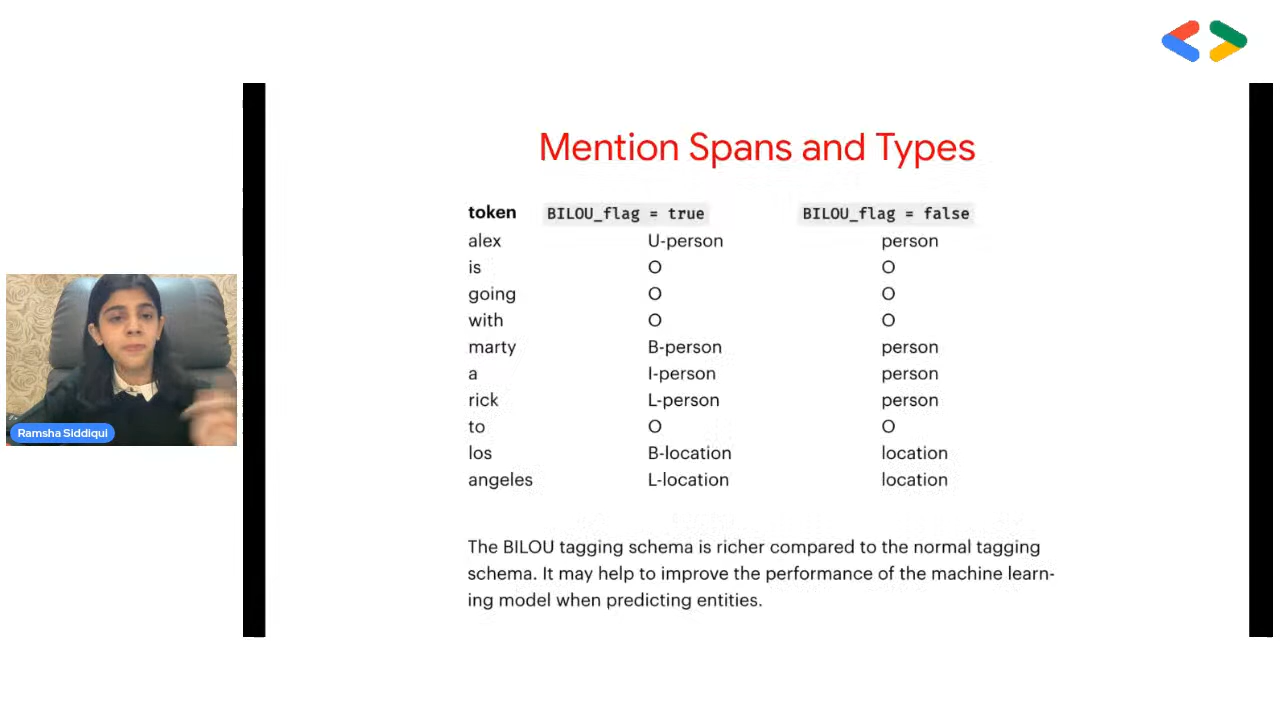 Mention Spans and Types
token BILOU_flag = true BILOU_flag = false
alex U-person person
is O O
going O O
with O O
marty B-person person
a I-person person
rick L-person person
to O O
los B-location location
angeles L-location location
The BILOU tagging schema is richer compared to the normal tagging
schema. It may help to improve the performance of the machine learn-
ing model when predicting entities.
Ramsha Siddiqui